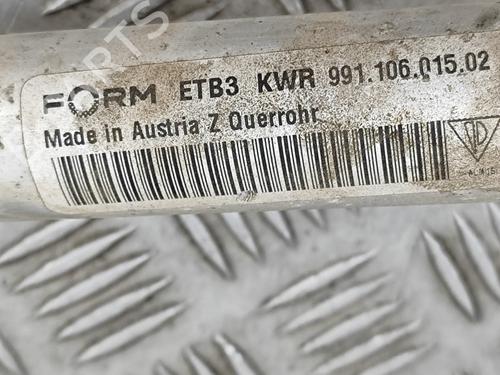 FORM ETB3 KWR 991.106.015.02
Made in Austria Z Querrohr